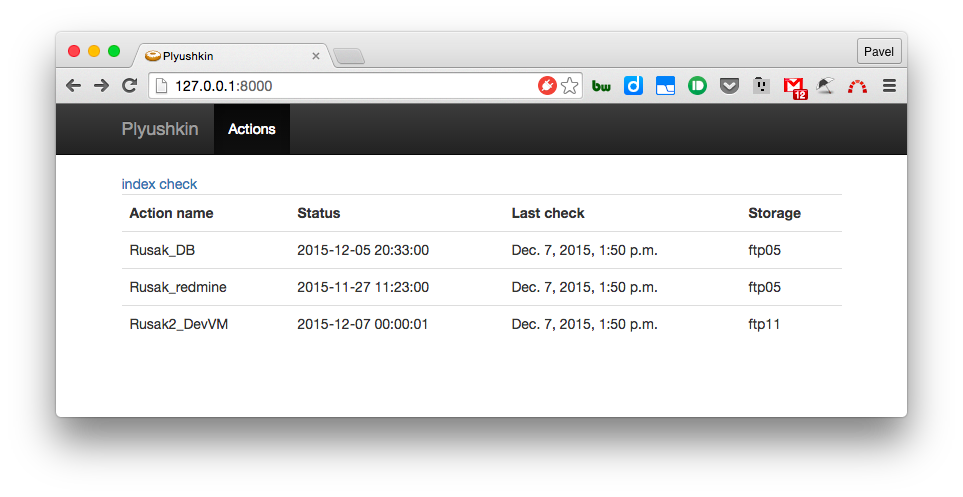 Plyushkin
Pavel
127.0.0.1:8000
bw
12
Plyushkin Actions
index check
Action name Status Last check Storage
Rusak_DB 2015-12-05 20:33:00 Dec. 7, 2015, 1:50 p.m. ftp05
Rusak_redmine 2015-11-27 11:23:00 Dec. 7, 2015, 1:50 p.m. ftp05
Rusak2_DevVM 2015-12-07 00:00:01 Dec. 7, 2015, 1:50 p.m. ftp11